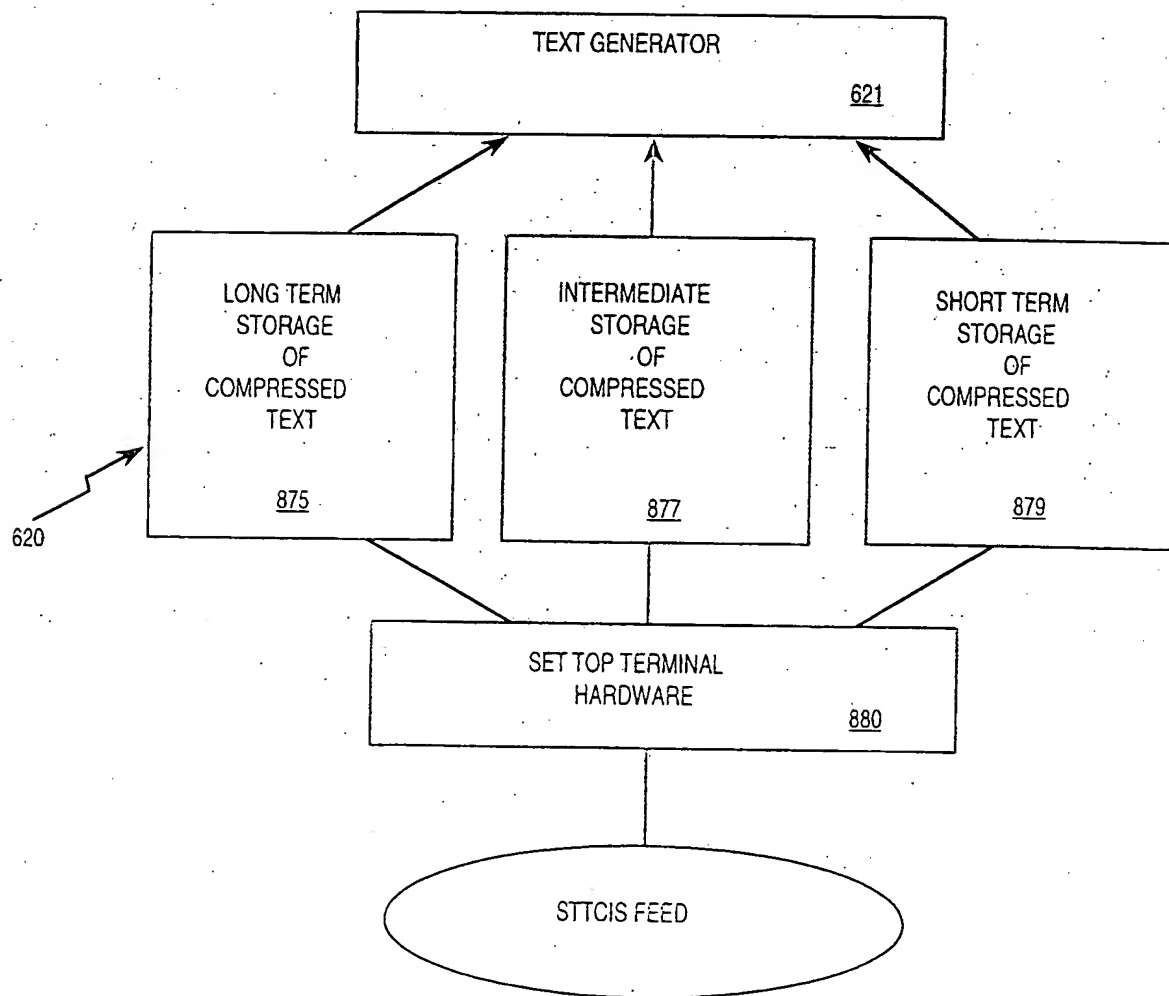 TEXT GENERATOR
621
LONG TERM
STORAGE
OF
COMPRESSED
TEXT
875
INTERMEDIATE
STORAGE
OF
COMPRESSED
TEXT
877
SHORT TERM
STORAGE
OF
COMPRESSED
TEXT
879
620
SET TOP TERMINAL
HARDWARE
880
STTCIS FEED